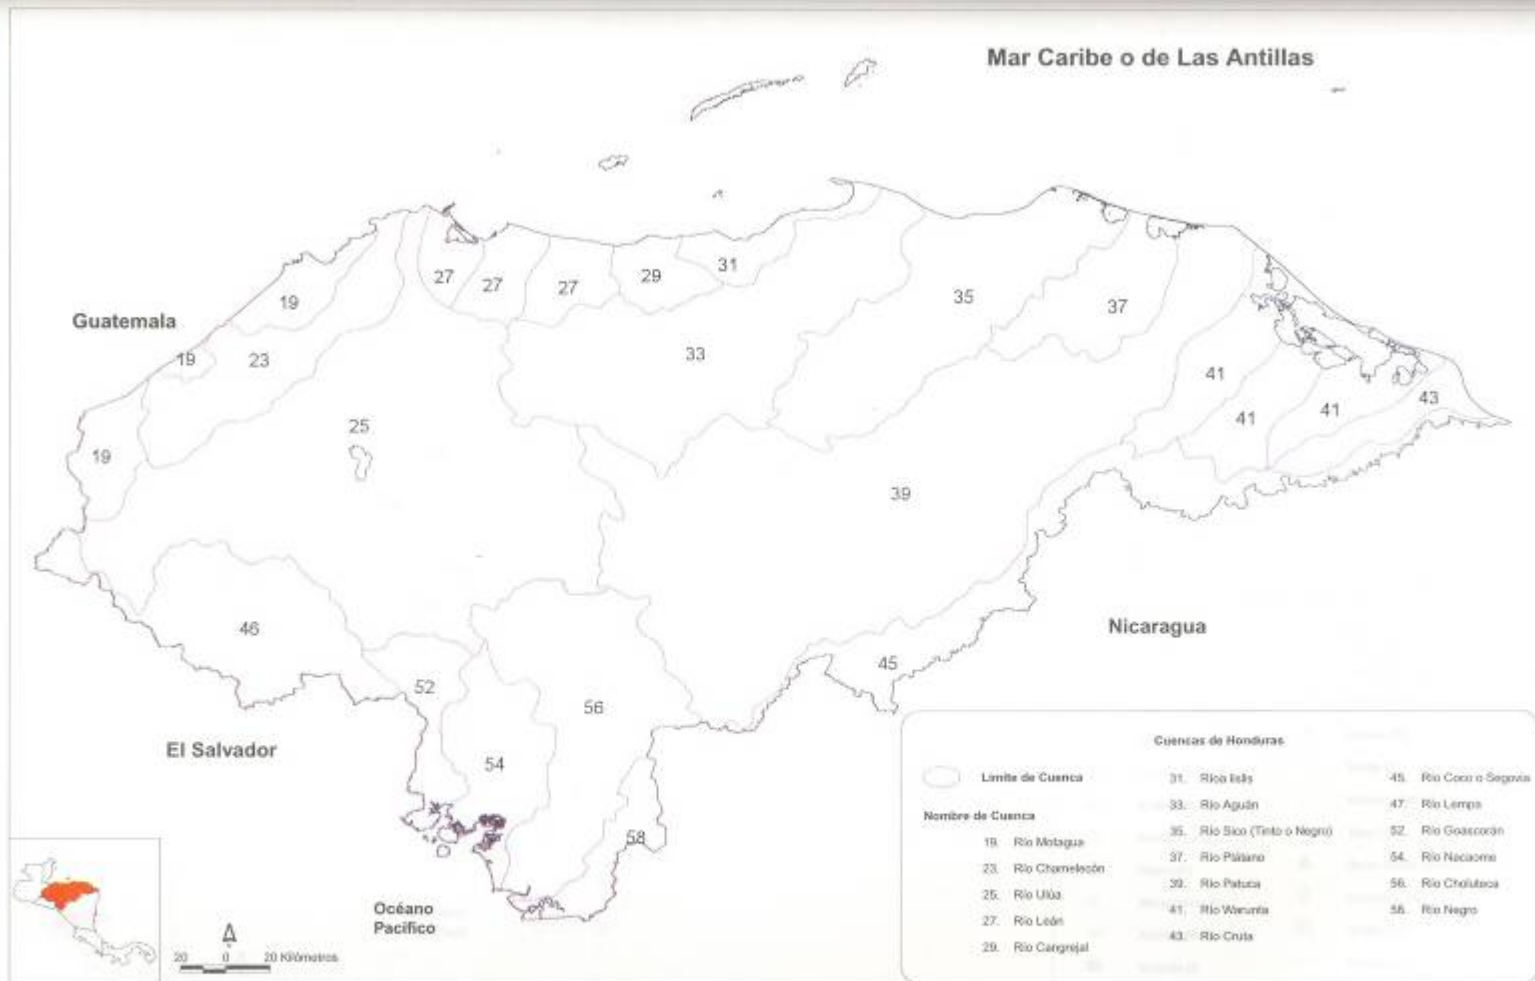 Mar Caribe o de Las Antillas
Guatemala
19
27
27
27
29
31
35
37
19
23
33
41
41
41
43
25
19
39
46
52
45
Nicaragua
56
El Salvador
54
58
Océano
Pacífico
20 0 20 Kilómetros
Cuencas de Honduras
Límite de Cuenca
Nombre de Cuenca
19. Río Motagua
23. Río Chamelecón
25. Río Ulúa
27. Río Leán
29. Río Cangrejal
31. Ríos Islas
33. Río Aguán
35. Río Sico (Tinto o Negro)
37. Río Plátano
39. Río Patuca
41. Río Warunta
43. Río Cruta
45. Río Coco o Segovia
47. Río Lempa
52. Río Goascorán
54. Río Nacaome
56. Río Choluteca
58. Río Negro